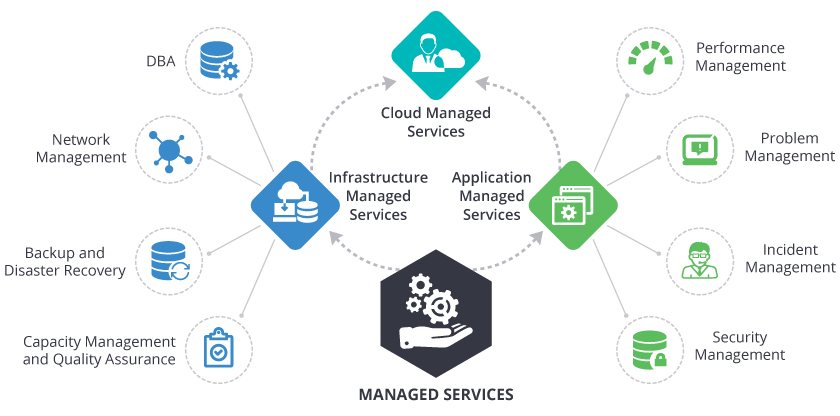 DBA
Network
Management
Backup and
Disaster Recovery
Capacity Management
and Quality Assurance
Infrastructure
Managed
Services
Cloud Managed
Services
Application
Managed
Services
MANAGED SERVICES
Performance
Management
Problem
Management
Incident
Management
Security
Management